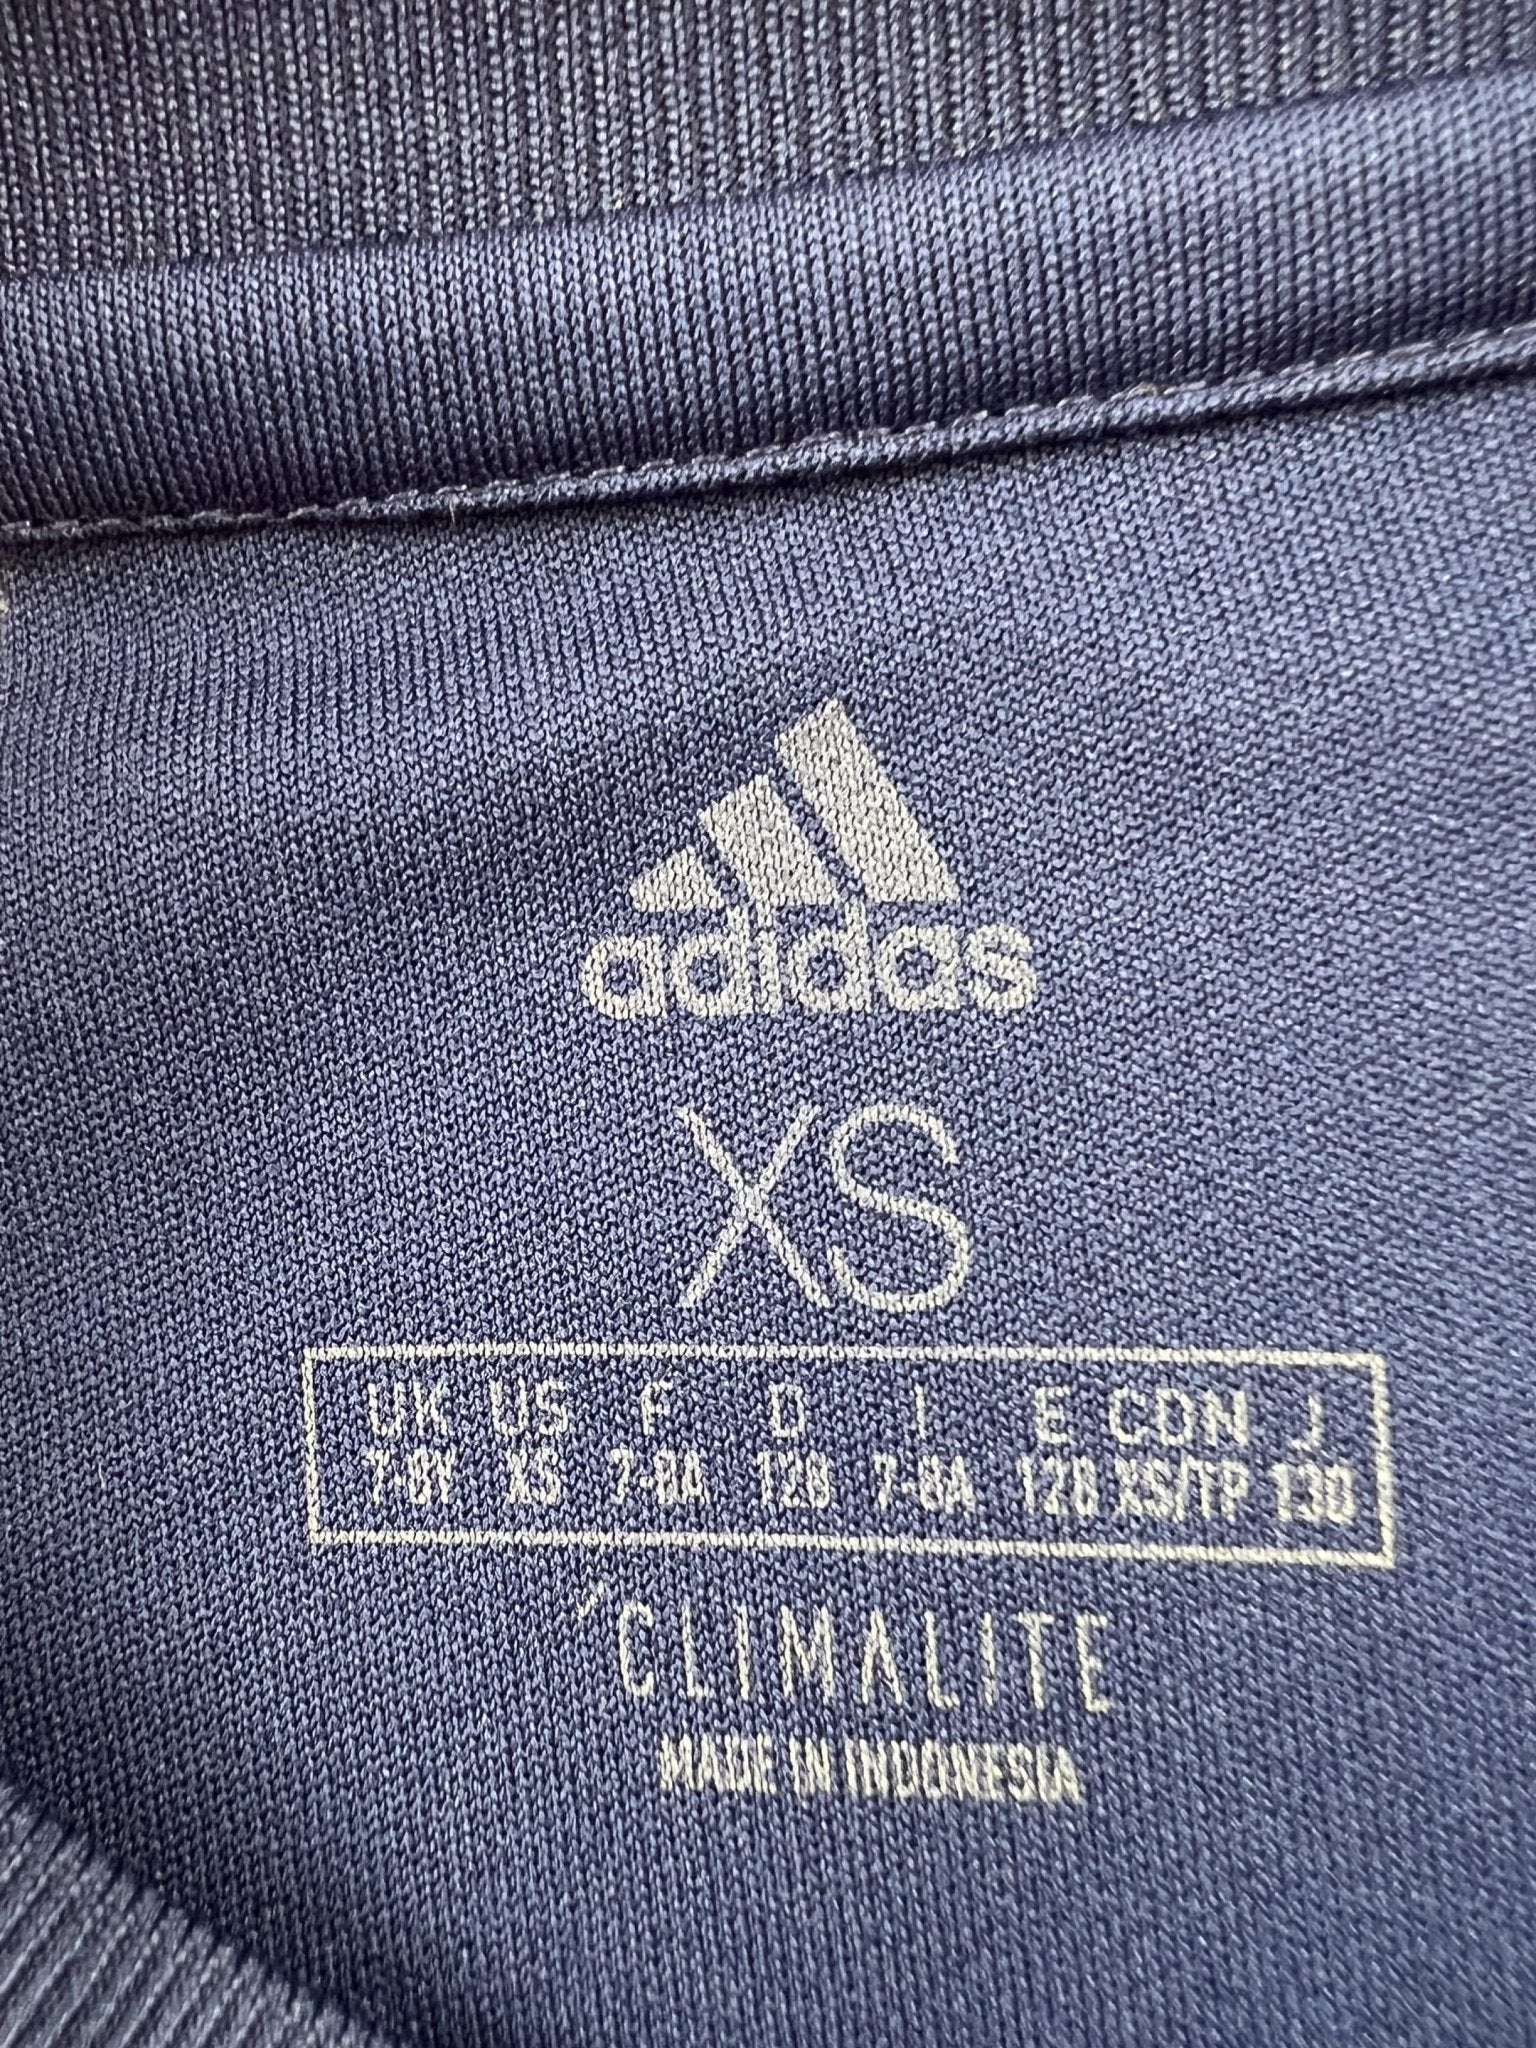 adidas
XS
UK US F D I E CDN J
7-8Y XS 7-8A 128 7-8A 128 XS/TP 130
CLIMALITE
MADE IN INDONESIA